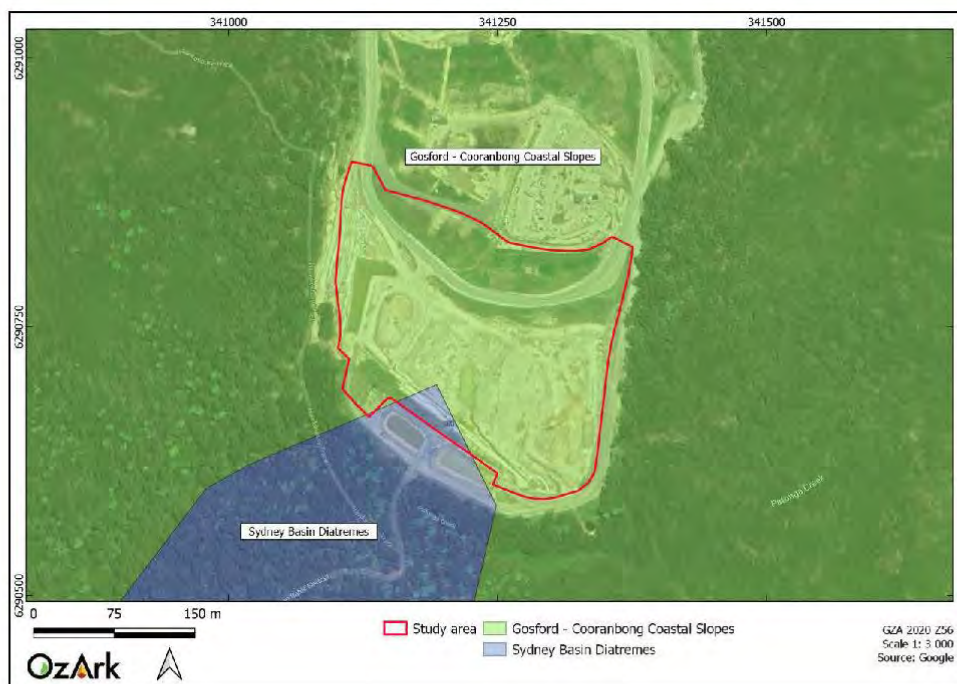 341000 341250 341500
6291000
Gosford - Cooranbong Coastal Slopes
6290750
Patonga Creek
Sydney Basin Diatremes
6290500
0 75 150 m
Study area
Gosford - Cooranbong Coastal Slopes
Sydney Basin Diatremes
GZA 2020 Z56
Scale 1: 3 000
Source: Google
OzArk